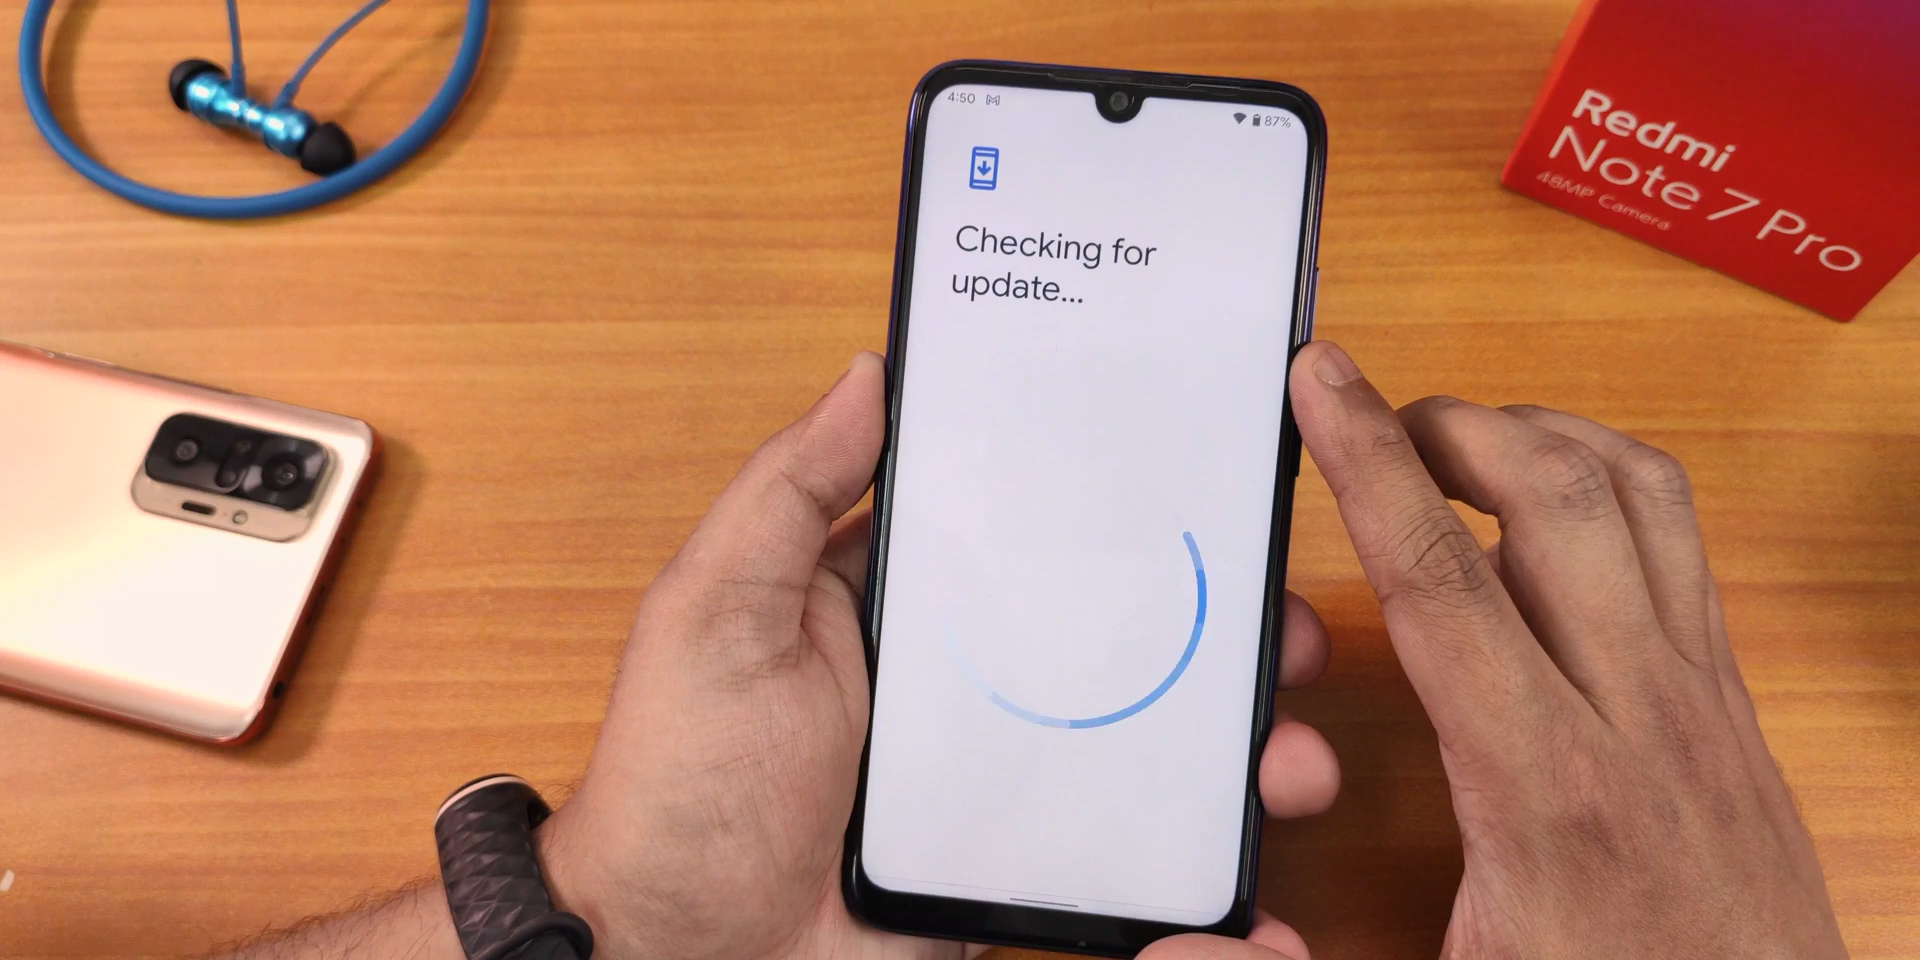 4:50
87%
Checking for
update...
Redmi
Note 7 Pro
48MP Camera